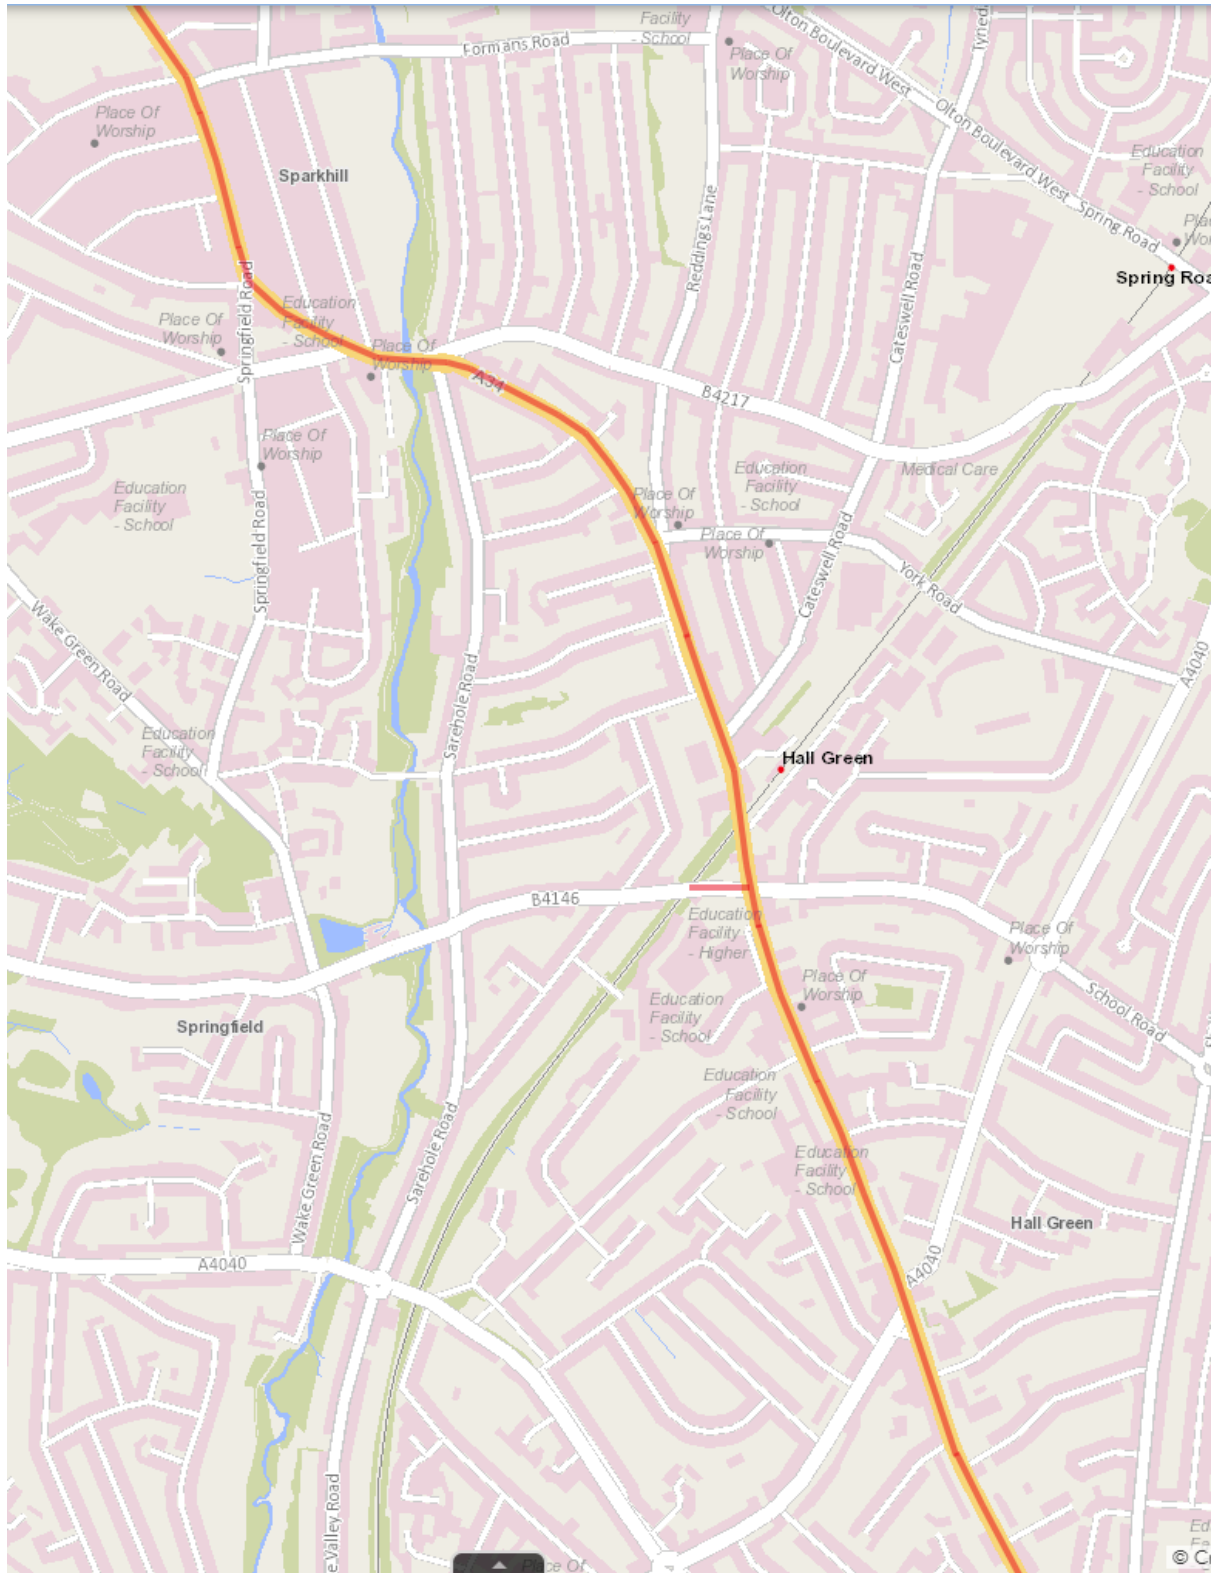 Facility
- School
Formans Road
Place Of
Worship
Olton Boulevard West
Olton Boulevard West
Place Of
Worship
Sparkhill
Education
Facility
- School
Spring Road
Reddings Lane
Cateswell Road
Springfield Road
Education
Facility
- School
Place Of
Worship
Place Of
Worship
A34
B4217
Place Of
Worship
Education
Facility
- School
Education
Facility
- School
Medical Care
Place Of
Worship
Place Of
Worship
Springfield Road
Cateswell Road
York Road
Wake Green Road
A4040
Sarehole Road
Education
Facility
- School
Hall Green
B4146
Education
Facility
- Higher
Place Of
Worship
Place Of
Worship
Education
Facility
- School
School Road
Springfield
Education
Facility
- School
Wake Green Road
Sarehole Road
Education
Facility
- School
Hall Green
A4040
A4040
e Valley Road
Place Of
©